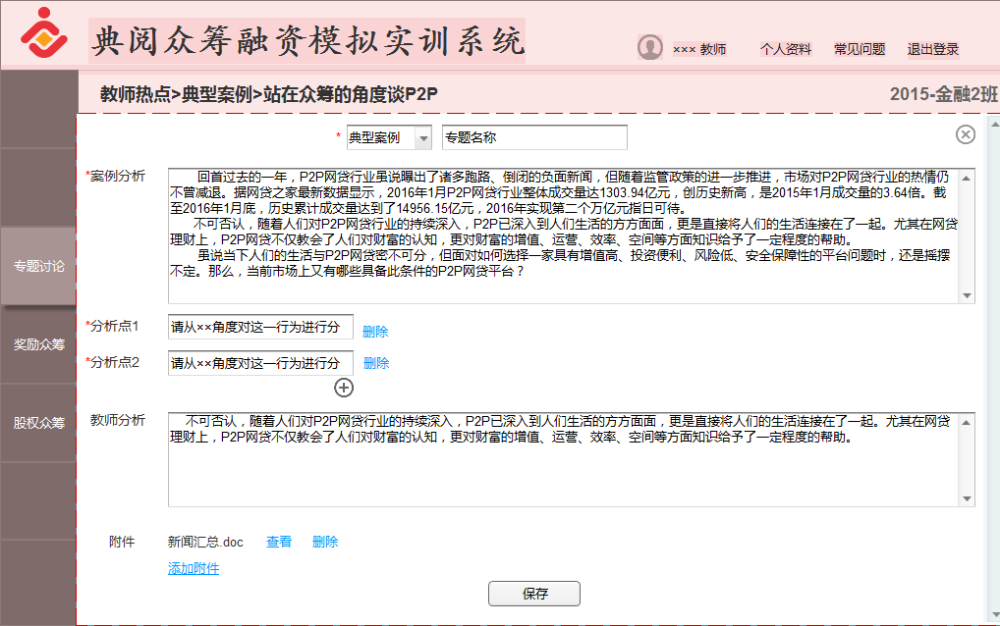 典阅众筹融资模拟实训系统
××× 教师 个人资料 常见问题 退出登录
教师热点>典型案例>站在众筹的角度谈P2P 2015-金融2班
* 典型案例 专题名称
*案例分析
回首过去的一年，P2P网贷行业虽说曝出了诸多跑路、倒闭的负面新闻，但随着监管政策的进一步推进，市场对P2P网贷行业的热情仍
不曾减退。据网贷之家最新数据显示，2016年1月P2P网贷行业整体成交量达1303.94亿元，创历史新高，是2015年1月成交量的3.64倍。截
至2016年1月底，历史累计成交量达到了14956.15亿元，2016年实现第二个万亿元指日可待。
不可否认，随着人们对P2P网贷行业的持续深入，P2P已深入到人们生活的方方面面，更是直接将人们的生活连接在了一起。尤其在网贷
理财上，P2P网贷不仅教会了人们对财富的认知，更对财富的增值、运营、效率、空间等方面知识给予了一定程度的帮助。
虽说当下人们的生活与P2P网贷密不可分，但面对如何选择一家具有增值高、投资便利、风险低、安全保障性的平台问题时，还是摇摆
不定。那么，当前市场上又有哪些具备此条件的P2P网贷平台？
专题讨论
奖励众筹
股权众筹
*分析点1 请从××角度对这一行为进行分 删除
*分析点2 请从××角度对这一行为进行分 删除
教师分析
不可否认，随着人们对P2P网贷行业的持续深入，P2P已深入到人们生活的方方面面，更是直接将人们的生活连接在了一起。尤其在网贷
理财上，P2P网贷不仅教会了人们对财富的认知，更对财富的增值、运营、效率、空间等方面知识给予了一定程度的帮助。
附件 新闻汇总.doc 查看 删除
添加附件
保存